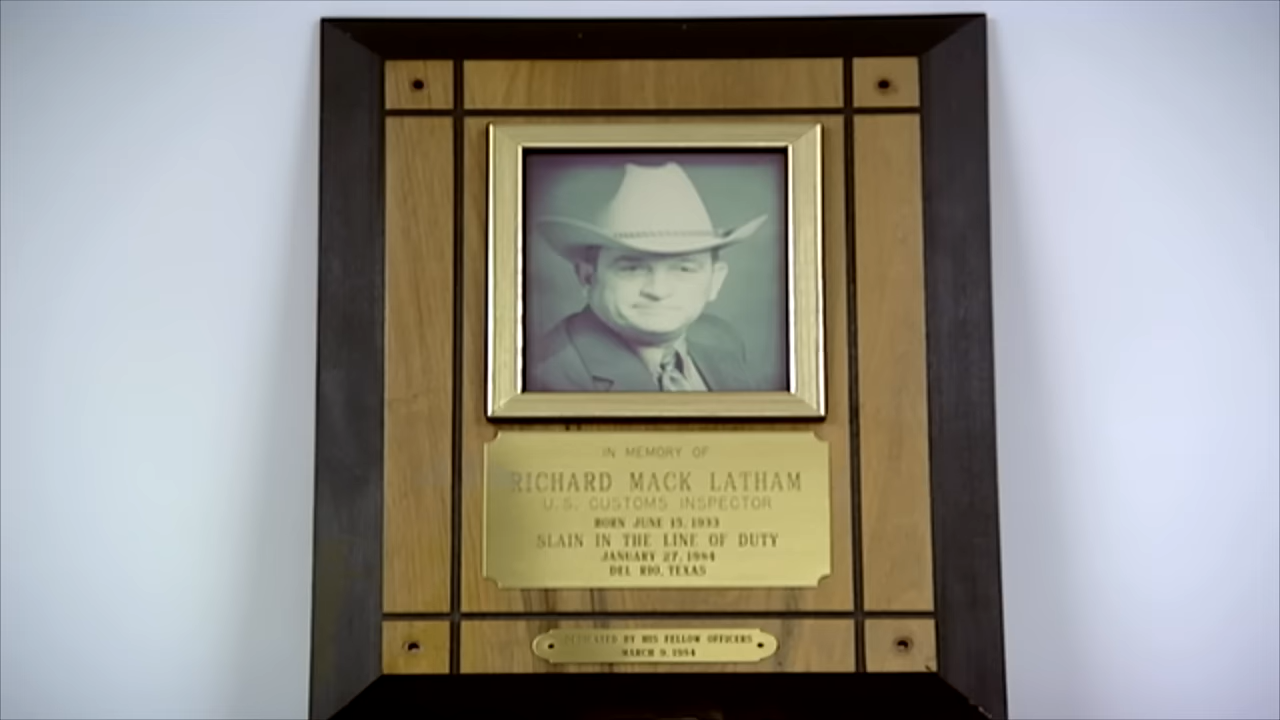 IN MEMORY OF
RICHARD MACK LATHAM
U.S. CUSTOMS INSPECTOR
BORN JUNE 15, 1933
SLAIN IN THE LINE OF DUTY
JANUARY 27, 1984
DEL RIO, TEXAS
DEDICATED BY HIS FELLOW OFFICERS
MARCH 9, 1984